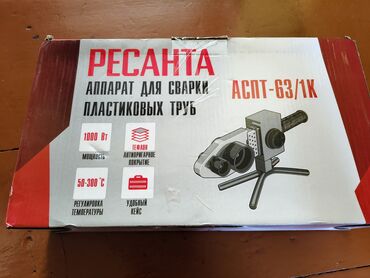 РЕСАНТА
АППАРАТ ДЛЯ СВАРКИ
ПЛАСТИКОВЫХ ТРУБ
АСПТ-63/1К
1000 Вт
МОЩНОСТЬ
ТЕФЛОН
АНТИПРИГАРНОЕ
ПОКРЫТИЕ
50-300 °С
РЕГУЛИРОВКА
ТЕМПЕРАТУРЫ
УДОБНЫЙ
КЕЙС